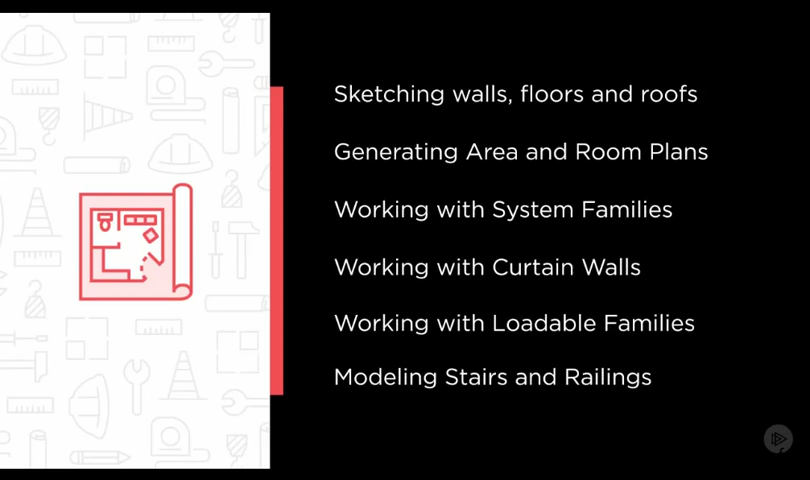 Sketching walls, floors and roofs
Generating Area and Room Plans
Working with System Families
Working with Curtain Walls
Working with Loadable Families
Modeling Stairs and Railings